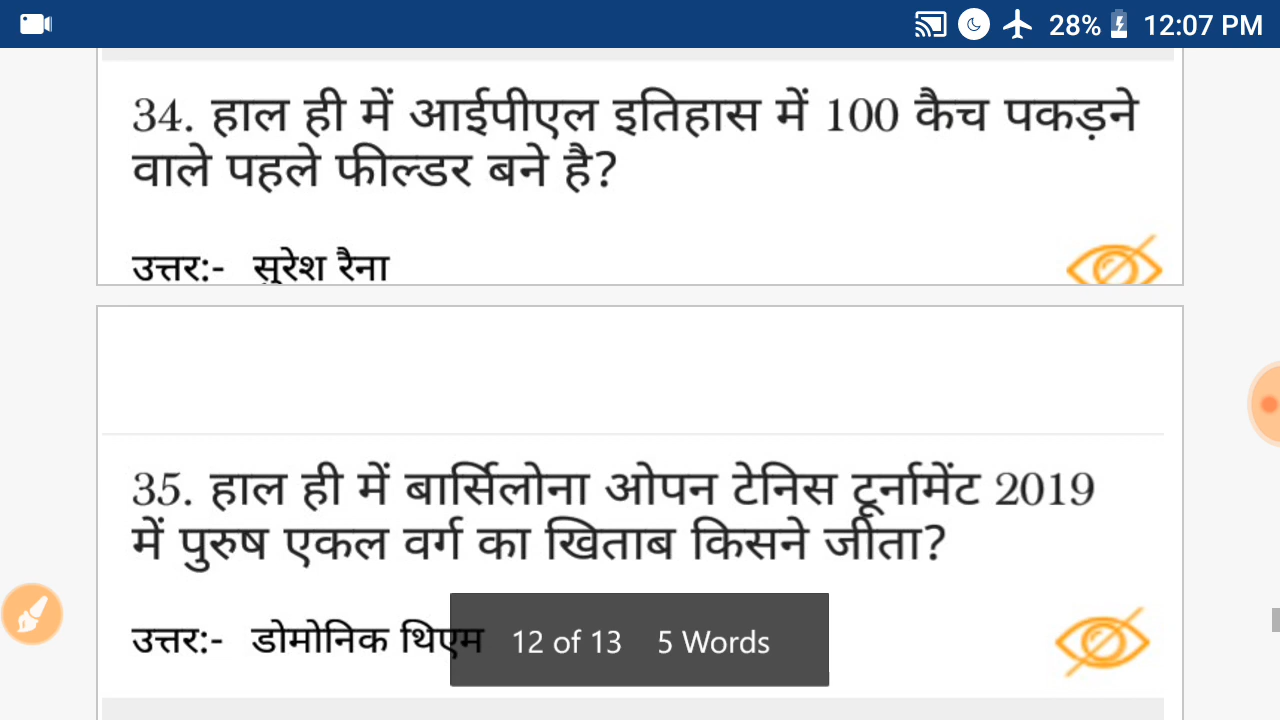 28% 12:07 PM
34. हाल ही में आईपीएल इतिहास में 100 कैच पकड़ने
वाले पहले फील्डर बने है?
उत्तर:- सुरेश रैना
35. हाल ही में बार्सिलोना ओपन टेनिस टूर्नामेंट 2019
में पुरुष एकल वर्ग का खिताब किसने जीता?
उत्तर:- डोमोनिक थिएम
12 of 13 5 Words